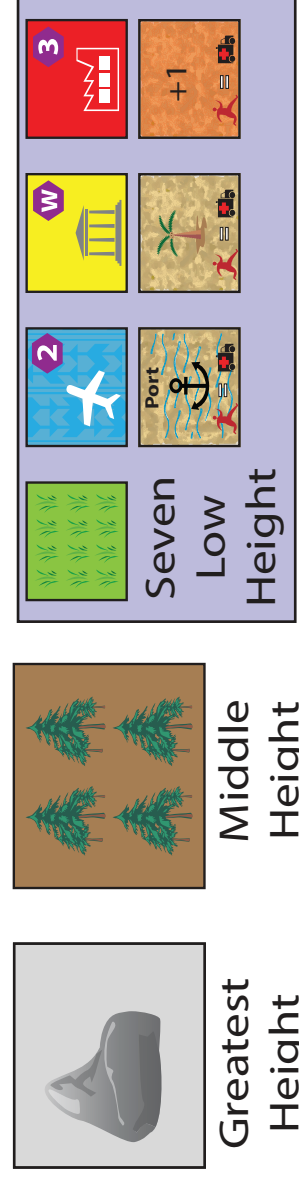 Greatest
Height
Middle
Height
Seven
Low
Height
2
W
3
Port
=
=
+1
=